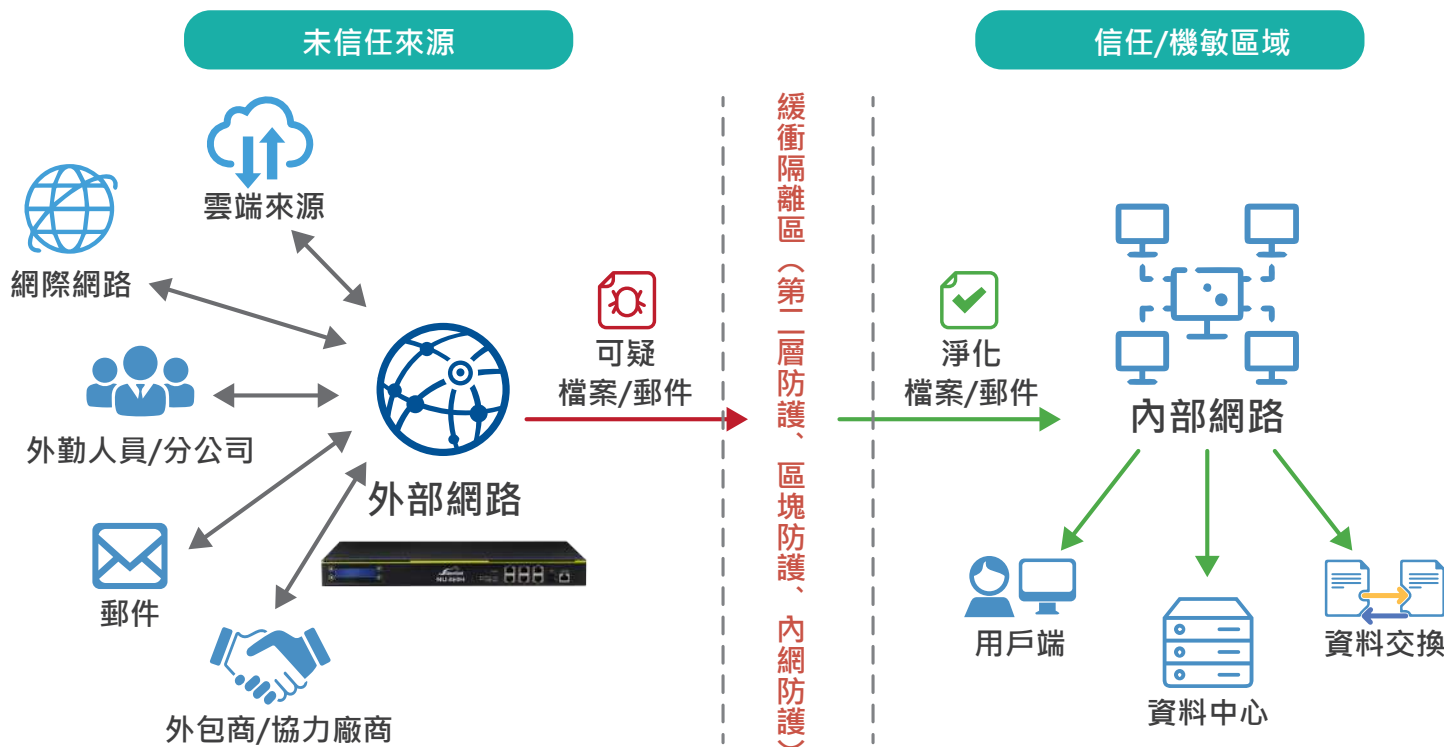 未信任來源
信任/機敏區域
雲端來源
網際網路
外勤人員/分公司
郵件
外包商/協力廠商
外部網路
可疑
檔案/郵件
緩衝隔離區（第二層防護、區塊防護、內網防護）
淨化
檔案/郵件
內部網路
用戶端
資料中心
資料交換